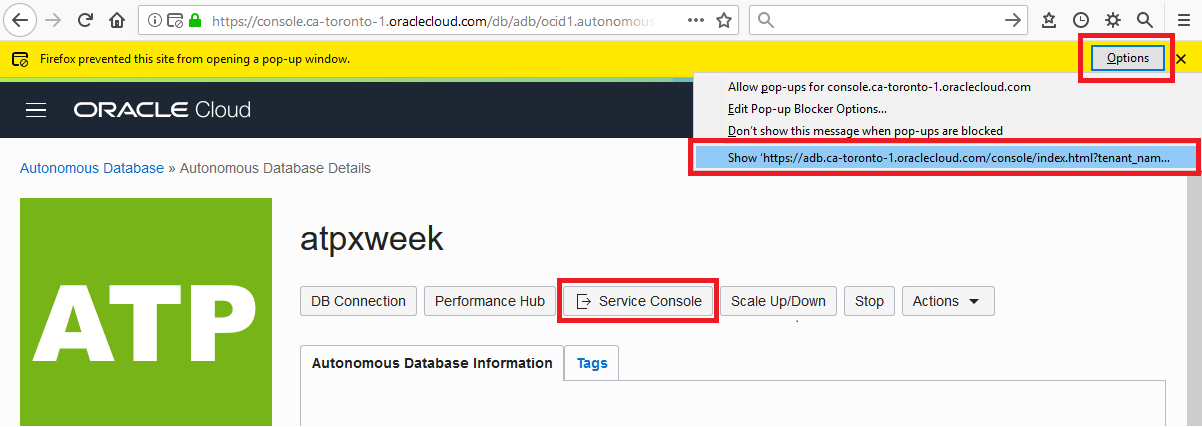 https://console.ca-toronto-1.oraclecloud.com/db/adb/ocid1.autonomous
Firefox prevented this site from opening a pop-up window.
Options
Allow pop-ups for console.ca-toronto-1.oraclecloud.com
Edit Pop-up Blocker Options...
Don't show this message when pop-ups are blocked
Show 'https://adb.ca-toronto-1.oraclecloud.com/console/index.html?tenant_nam...
ORACLE Cloud
Autonomous Database » Autonomous Database Details
ATP
atpxweek
DB Connection Performance Hub Service Console Scale Up/Down Stop Actions
Autonomous Database Information Tags